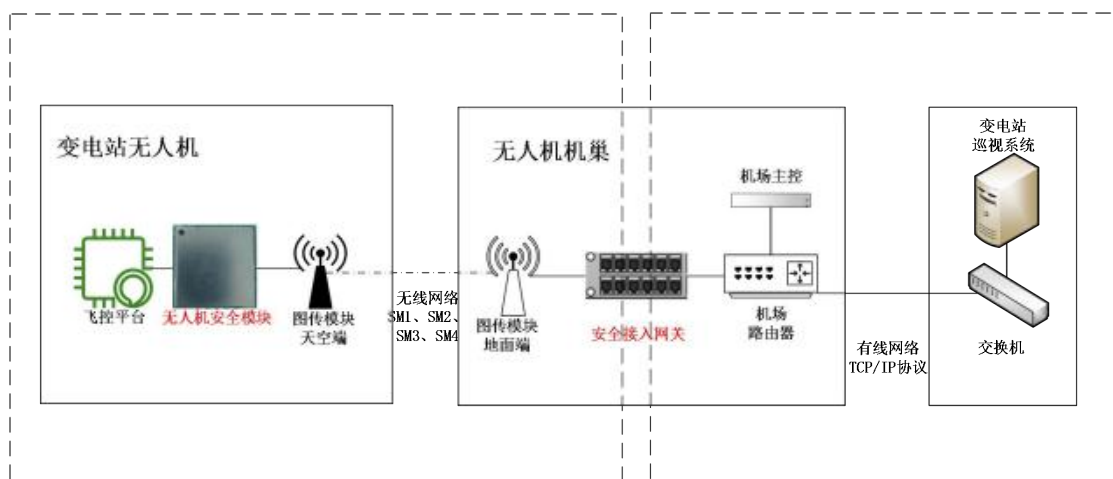 变电站无人机
飞控平台
无人机安全模块
图传模块
天空端
无线网络
SM1、SM2、
SM3、SM4
无人机机巢
图传模块
地面端
安全接入网关
机场主控
机场
路由器
有线网络
TCP/IP协议
变电站
巡视系统
交换机